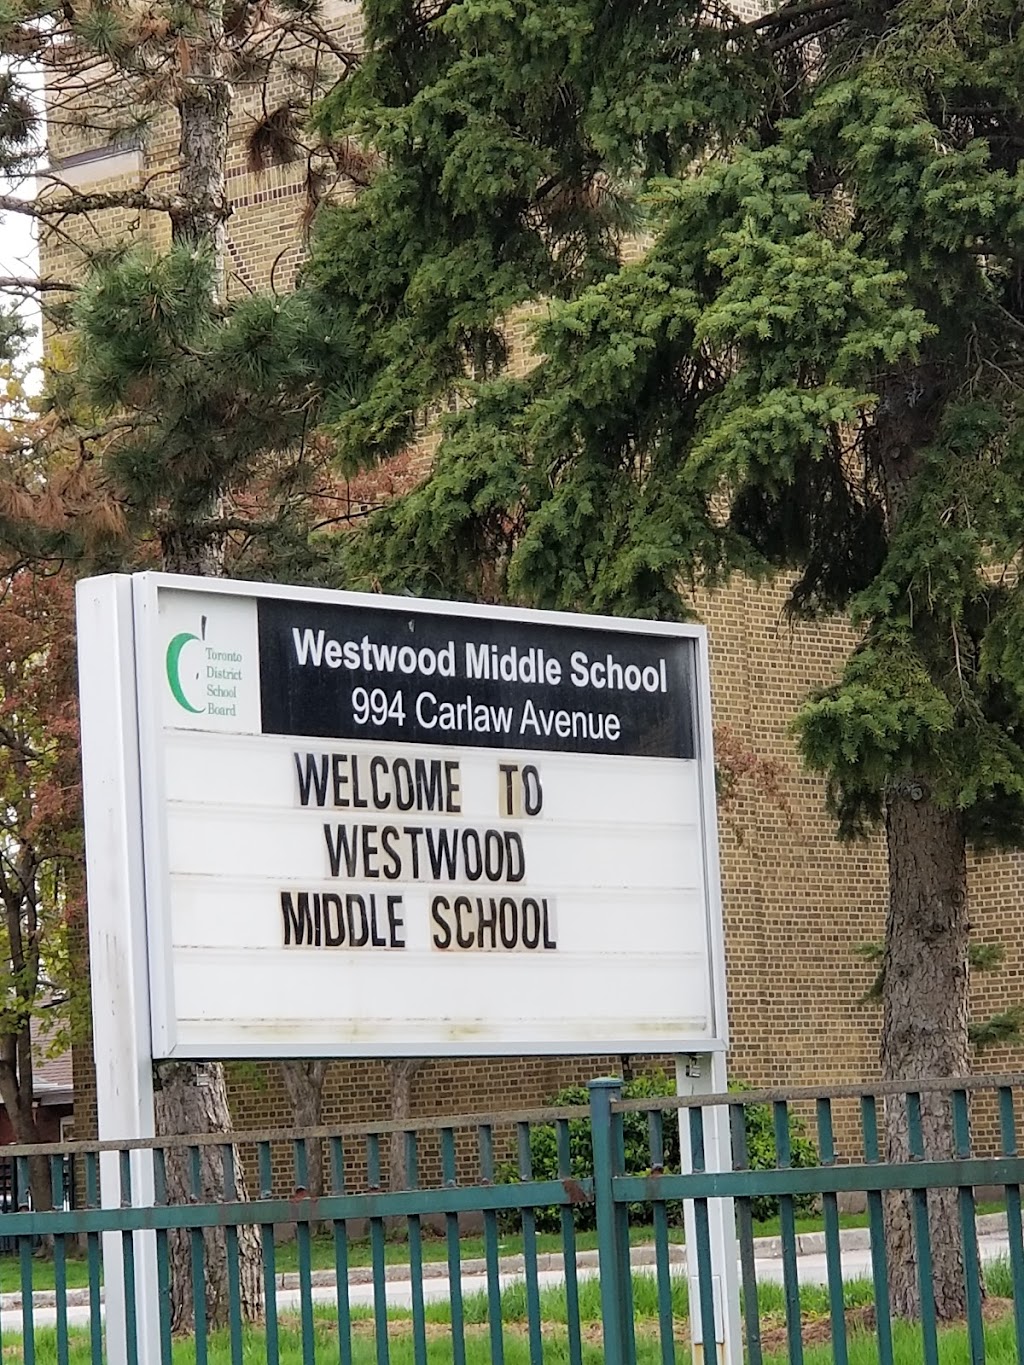 Toronto
District
School
Board
Westwood Middle School
994 Carlaw Avenue
WELCOME TO
WESTWOOD
MIDDLE SCHOOL